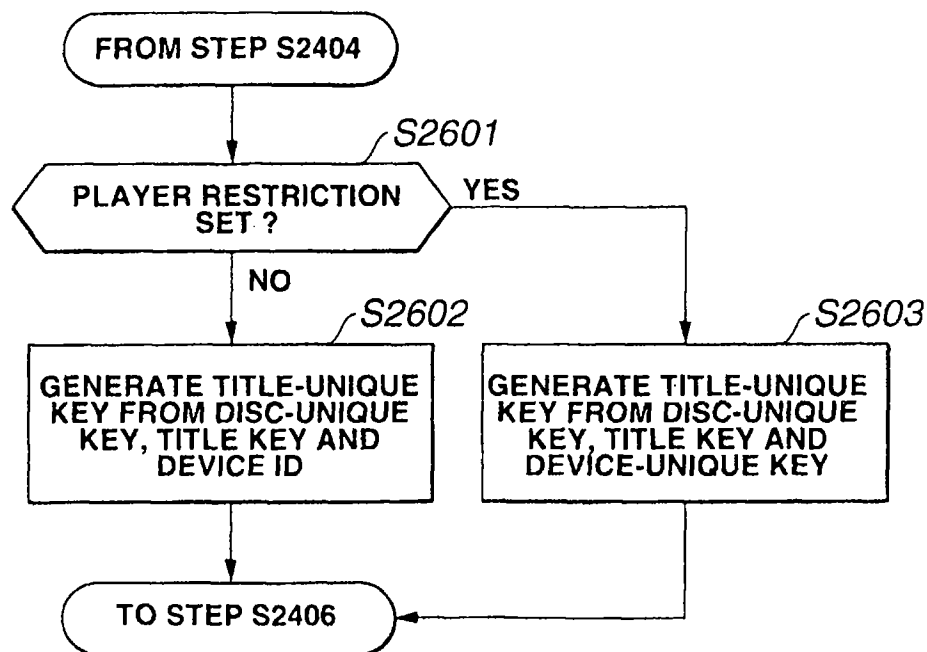 FROM STEP S2404
S2601
PLAYER RESTRICTION
SET ?
YES
NO
S2602
GENERATE TITLE-UNIQUE
KEY FROM DISC-UNIQUE
KEY, TITLE KEY AND
DEVICE ID
S2603
GENERATE TITLE-UNIQUE
KEY FROM DISC-UNIQUE
KEY, TITLE KEY AND
DEVICE-UNIQUE KEY
TO STEP S2406